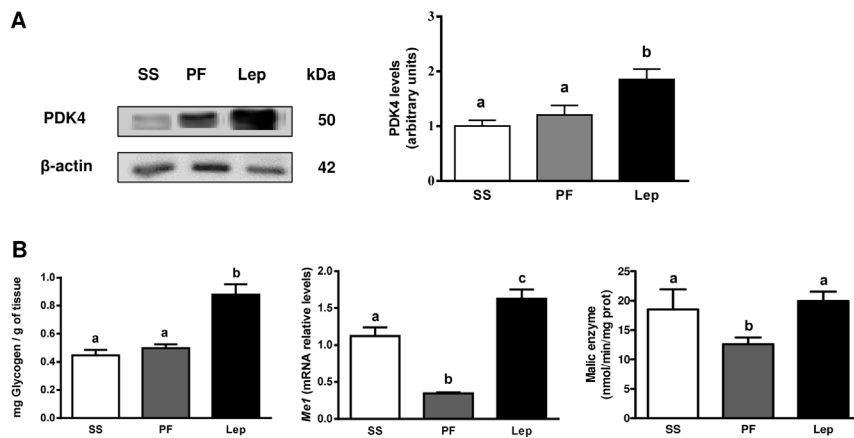 A
SS PF Lep kDa
PDK4 50
β-actin 42
PDK4 levels
(arbitrary units)
3
2
1
0
a a b
SS PF Lep
B
mg Glycogen / g of tissue
1.0
0.8
0.6
0.4
0.2
0.0
a a b
SS PF Lep
Me1 (mRNA relative levels)
2.0
1.5
1.0
0.5
0.0
a b c
SS PF Lep
Malic enzyme
(nmol/min/mg prot)
25
20
15
10
5
0
a b a
SS PF Lep